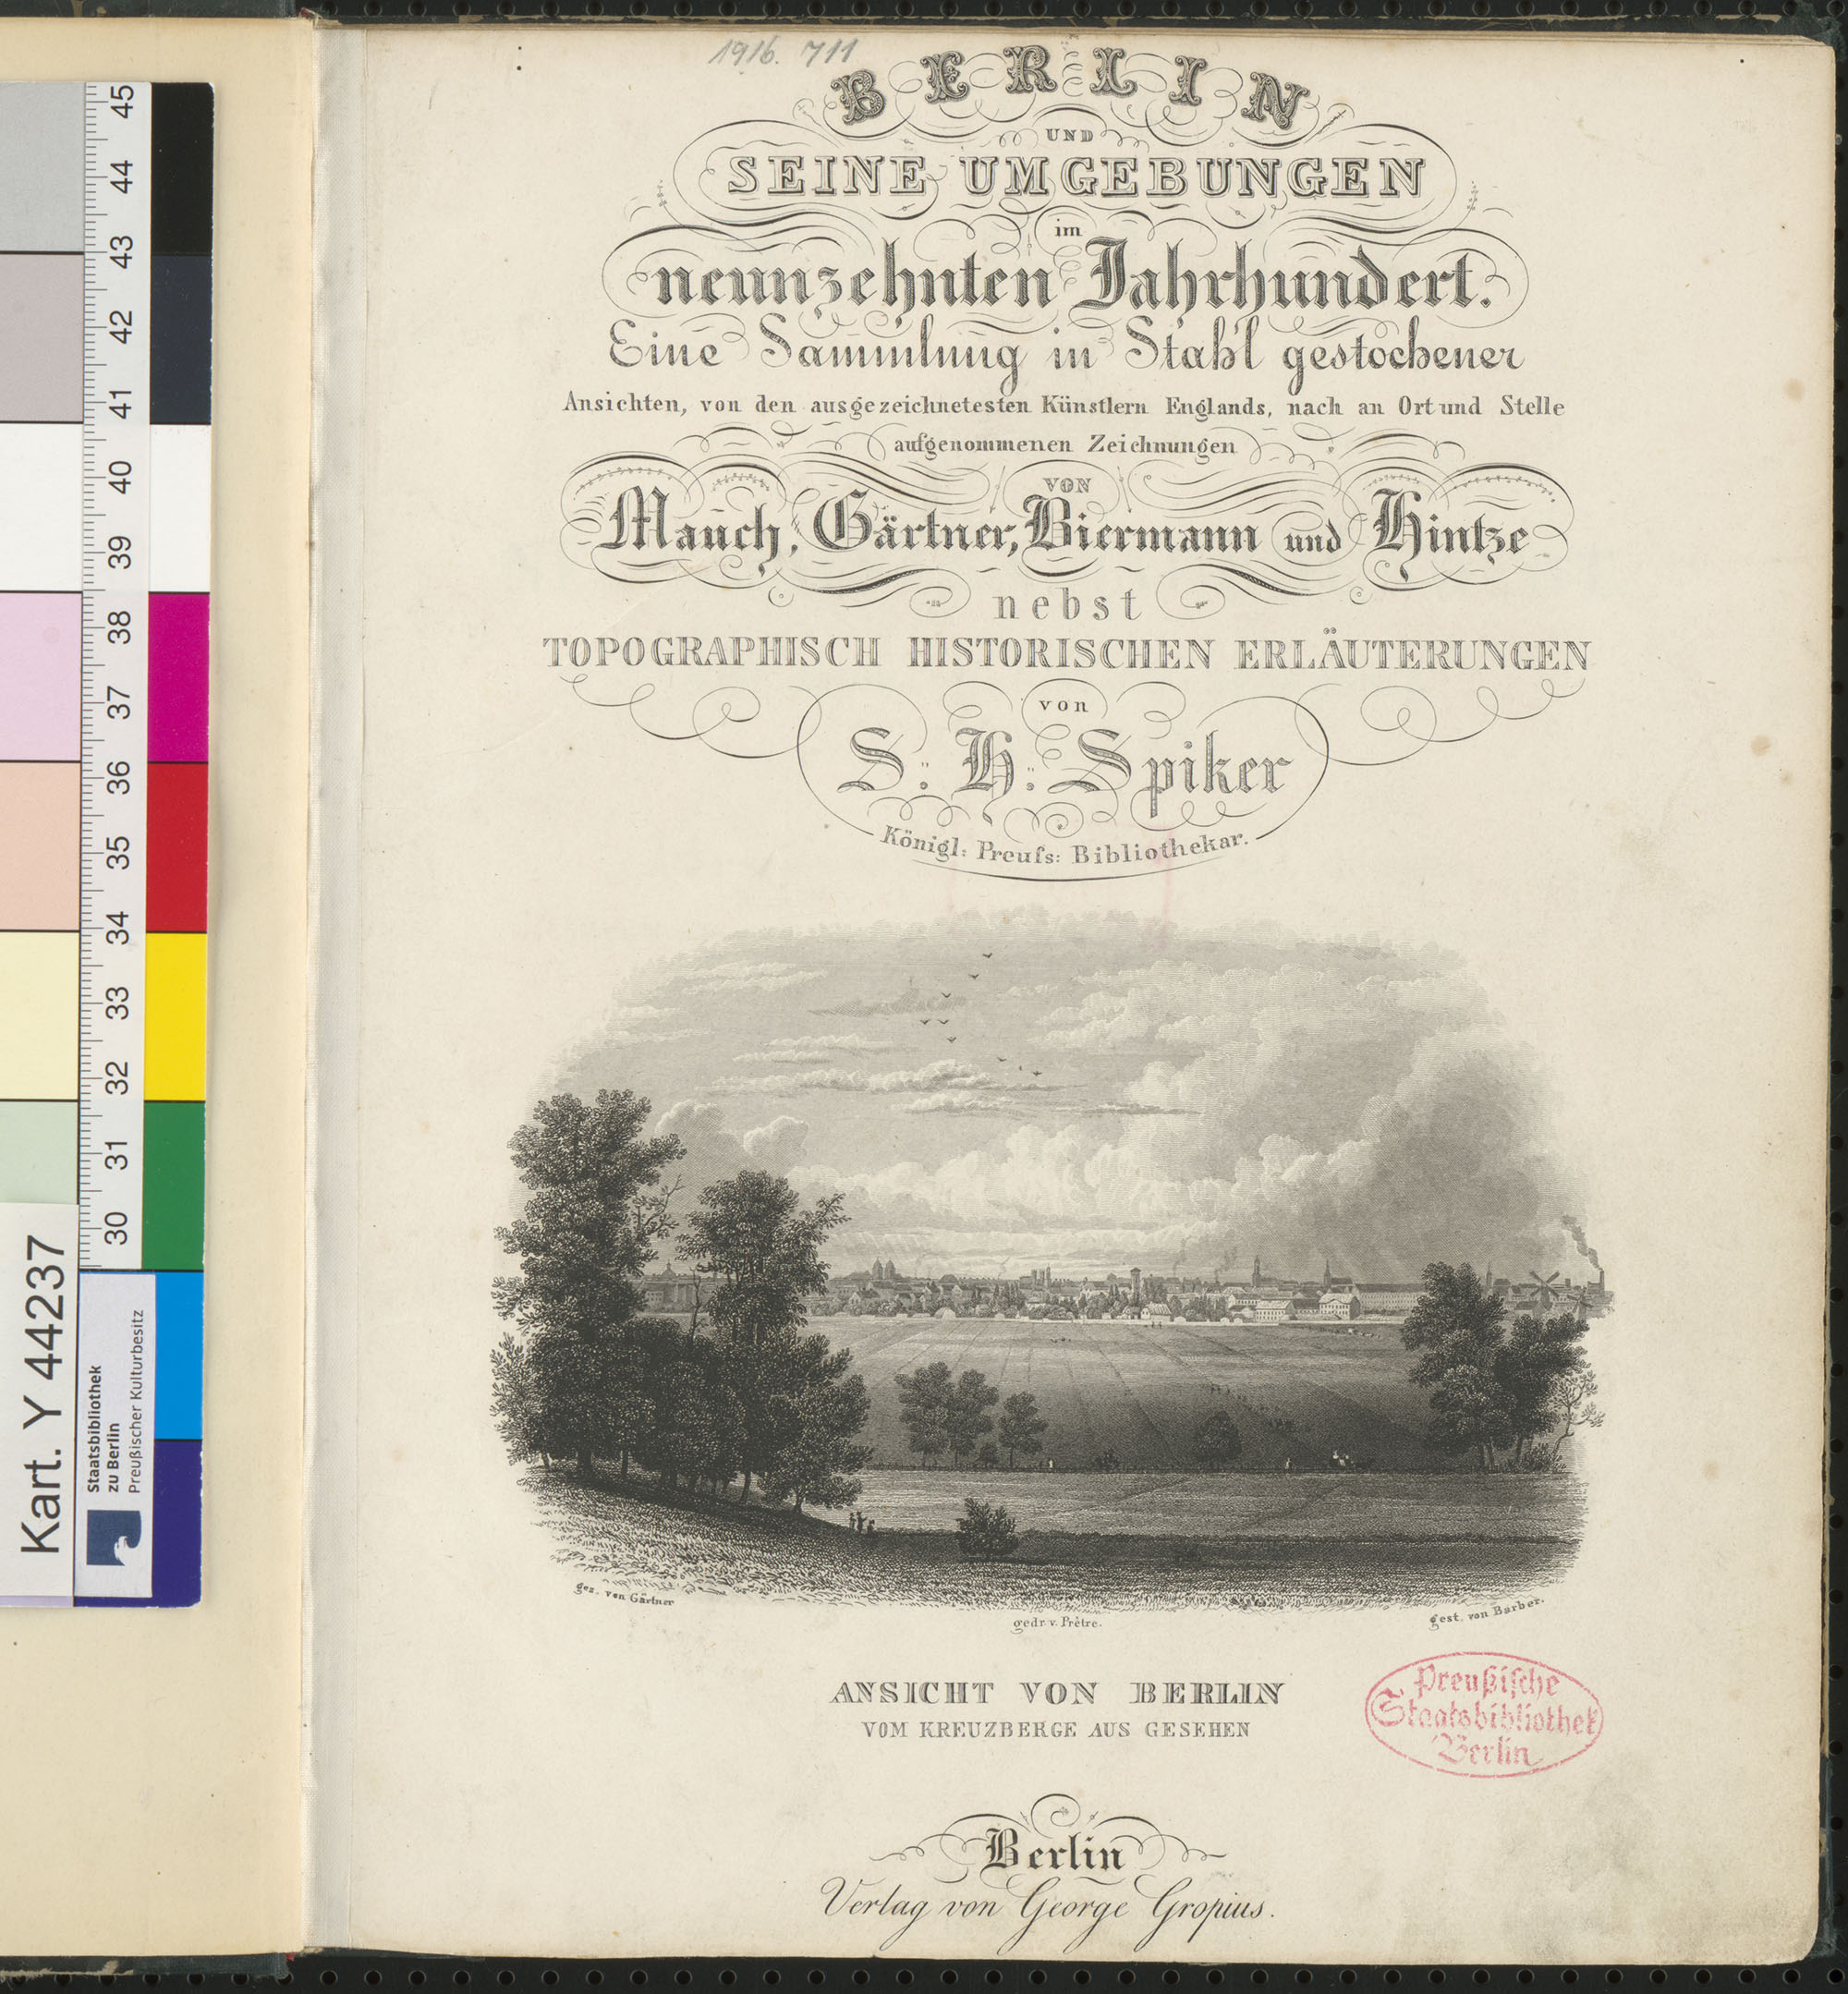 1916. 711
BERLIN
UND
SEINE UMGEBUNGEN
im
neunzehnten Jahrhundert.
Eine Sammlung in Stahl gestochener
Ansichten, von den ausgezeichnetesten Künstlern Englands, nach an Ort und Stelle
aufgenommenen Zeichnungen
VON
Mauch, Gärtner, Biermann und Hintze
nebst
TOPOGRAPHISCH HISTORISCHEN ERLÄUTERUNGEN
von
S: H: Spiker
Königl: Preuſs: Bibliothekar.
gez. von Gärtner
gedr. v. Prêtre.
gest. von Barber.
ANSICHT VON BERLIN
VOM KREUZBERGE AUS GESEHEN
Preußiſche
Staatsbibliothek
Berlin
Berlin
Verlag von George Gropius.
45
44
43
42
41
40
39
38
37
36
35
34
33
32
31
30
Kart. Y 44237
Staatsbibliothek
zu Berlin
Preußischer Kulturbesitz